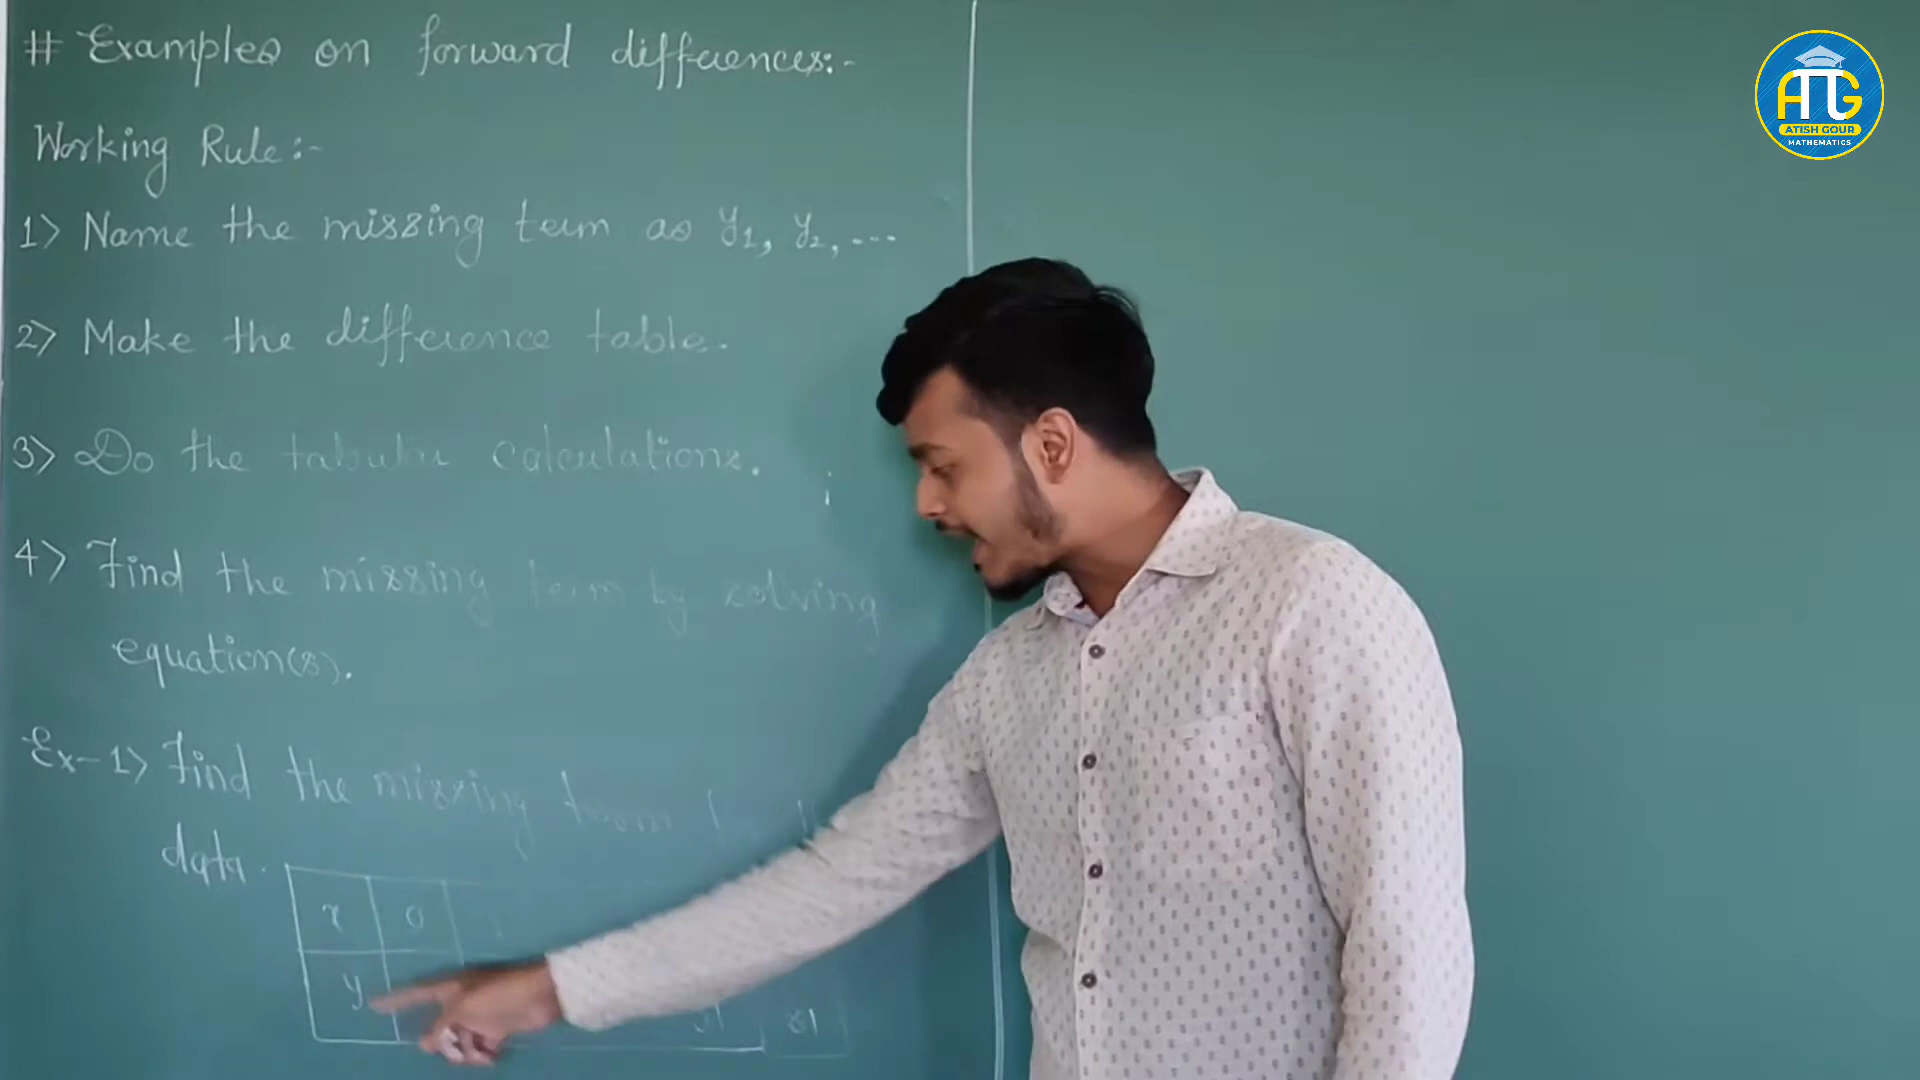 # Examples on forward differences:-
Working Rule:-
1> Name the missing term as y1, y2, ...
2> Make the difference table.
3> Do the tabular calculations.
4> Find the missing term by solving
equation(s).
Ex-1> Find the missing term
data.
x 0
y 81
ATG
ATISH GOUR
MATHEMATICS